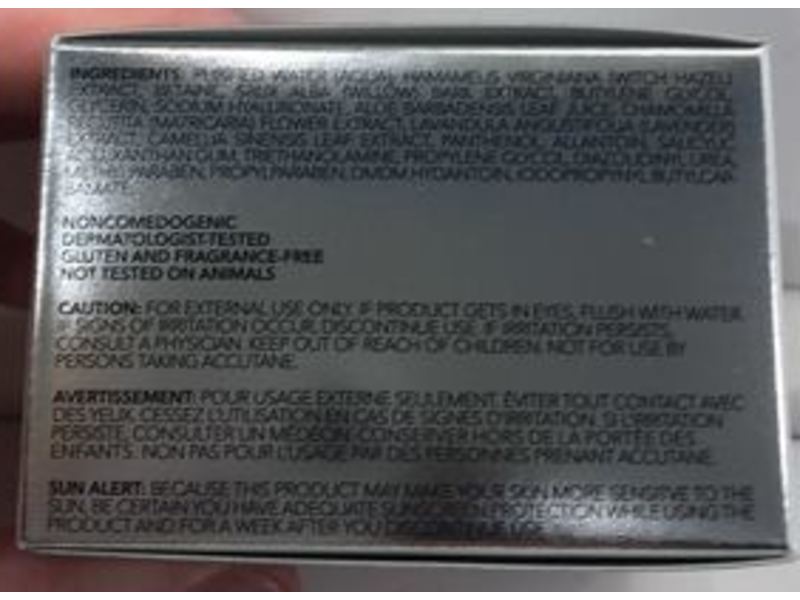 INGREDIENTS: PURIFIED WATER (AQUA), HAMAMELIS VIRGINIANA (WITCH HAZEL)
EXTRACT, BETAINE, SALIX ALBA (WILLOW) BARK EXTRACT, BUTYLENE GLYCOL,
GLYCERIN, SODIUM HYALURONATE, ALOE BARBADENSIS LEAF JUICE, CHAMOMILLA
(MATRICARIA) FLOWER EXTRACT, LAVANDULA ANGUSTIFOLIA (LAVENDER)
EXTRACT, CAMELLIA SINENSIS LEAF EXTRACT, PANTHENOL, ALLANTOIN, SALICYLIC
ACID, XANTHAN GUM, TRIETHANOLAMINE, PROPYLENE GLYCOL, DIAZOLIDINYL UREA,
METHYLPARABEN, PROPYLPARABEN, DMDM HYDANTOIN, IODOPROPYNYL BUTYLCAR-
BAMATE.
NONCOMEDOGENIC
DERMATOLOGIST-TESTED
GLUTEN AND FRAGRANCE-FREE
NOT TESTED ON ANIMALS
CAUTION: FOR EXTERNAL USE ONLY. IF PRODUCT GETS IN EYES, FLUSH WITH WATER.
IF SIGNS OF IRRITATION OCCUR, DISCONTINUE USE. IF IRRITATION PERSISTS,
CONSULT A PHYSICIAN. KEEP OUT OF REACH OF CHILDREN. NOT FOR USE BY
PERSONS TAKING ACCUTANE.
AVERTISSEMENT: POUR USAGE EXTERNE SEULEMENT. ÉVITER TOUT CONTACT AVEC
DES YEUX. CESSEZ L'UTILISATION EN CAS DE SIGNES D'IRRITATION. SI L'IRRITATION
PERSISTE, CONSULTER UN MÉDECIN. CONSERVER HORS DE LA PORTÉE DES
ENFANTS. NON PAS POUR L'USAGE PAR DES PERSONNES PRENANT ACCUTANE.
SUN ALERT: BECAUSE THIS PRODUCT MAY MAKE YOUR SKIN MORE SENSITIVE TO THE
SUN, BE CERTAIN YOU HAVE ADEQUATE SUNSCREEN PROTECTION WHILE USING THE
PRODUCT AND FOR A WEEK AFTER YOU DISCONTINUE USE.